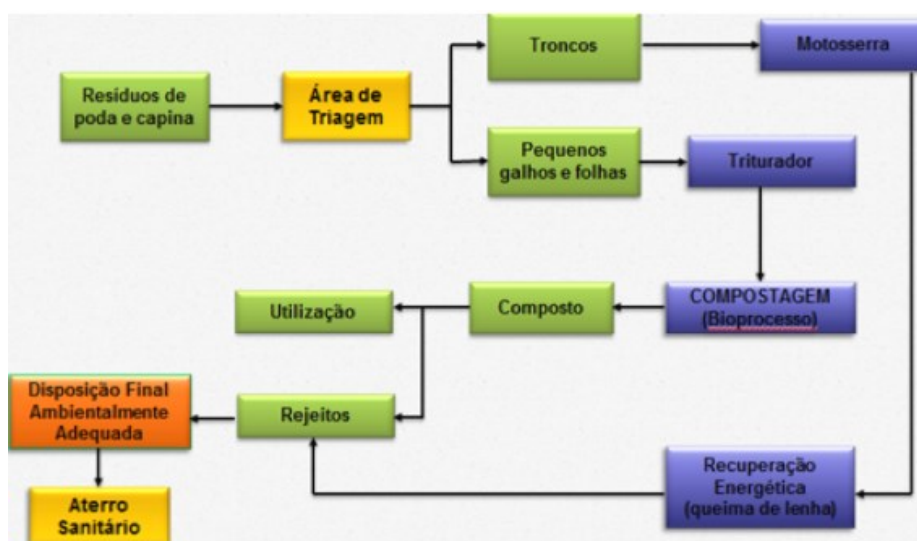 Troncos
Motosserra
Resíduos de
poda e capina
Área de
Triagem
Pequenos
galhos e folhas
Triturador
Utilização
Composto
COMPOSTAGEM
(Bioprocesso)
Disposição Final
Ambientalmente
Adequada
Rejeitos
Recuperação
Energética
(queima de lenha)
Aterro
Sanitário